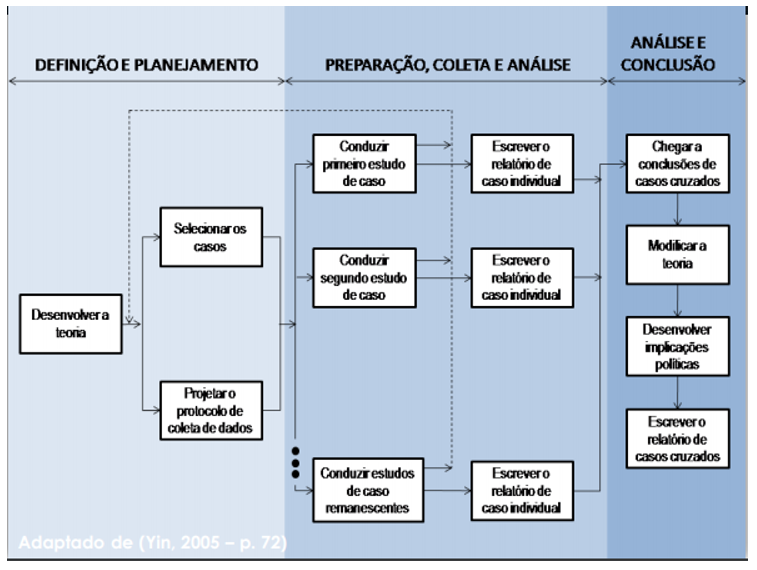 DEFINIÇÃO E PLANEJAMENTO
PREPARAÇÃO, COLETA E ANÁLISE
ANÁLISE E
CONCLUSÃO
Desenvolver a
teoria
Selecionar os
casos
Projetar o
protocolo de
coleta de dados
Conduzir
primeiro estudo
de caso
Escrever o
relatório de
caso individual
Conduzir
segundo estudo
de caso
Escrever o
relatório de
caso individual
Conduzir estudos
de caso
remanescentes
Escrever o
relatório de
caso individual
Chegar a
conclusões de
casos cruzados
Modificar a
teoria
Desenvolver
implicações
políticas
Escrever o
relatório de
casos cruzados
Adaptado de (Yin, 2005 – p. 72)